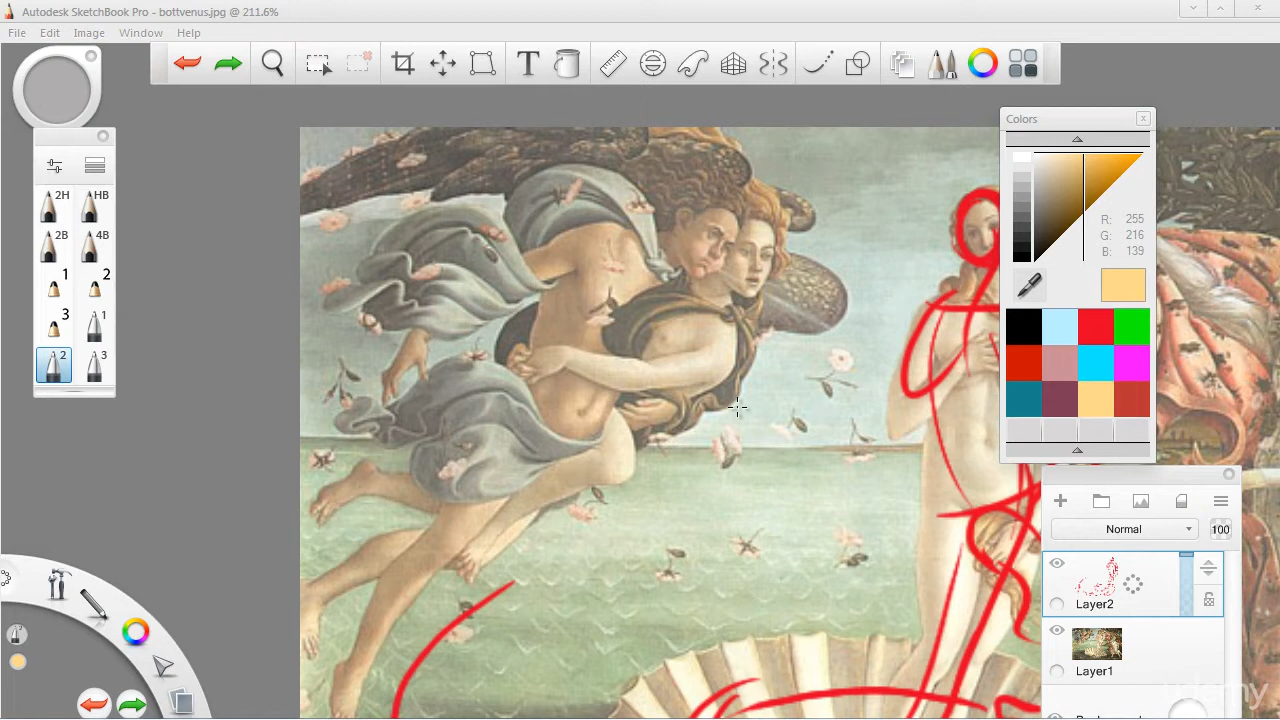 Autodesk SketchBook Pro - bottvenus.jpg @ 211.6%
File Edit Image Window Help
T
Colors x
R: 255
G: 216
B: 139
2H HB
2B 4B
1 2
3 1
2 3
Normal 100
Layer2
Layer1
udemy